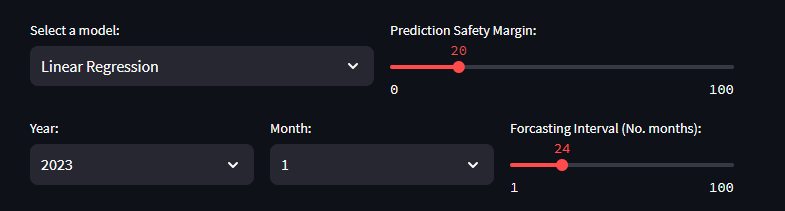 Select a model:
Prediction Safety Margin:
20
Linear Regression
0
100
Year:
Month:
Forcasting Interval (No. months):
24
2023
1
1
100